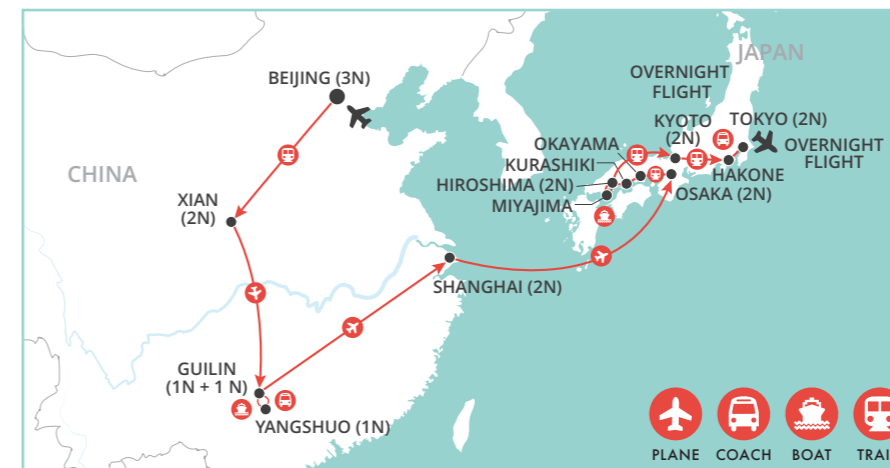 JAPAN
BEIJING (3N)
OVERNIGHT
FLIGHT
KYOTO
(2N)
TOKYO (2N)
OVERNIGHT
FLIGHT
OKAYAMA
KURASHIKI
HIROSHIMA (2N)
MIYAJIMA
HAKONE
OSAKA (2N)
CHINA
XIAN
(2N)
SHANGHAI (2N)
GUILIN
(1N + 1 N)
YANGSHUO (1N)
PLANE COACH BOAT TRAI